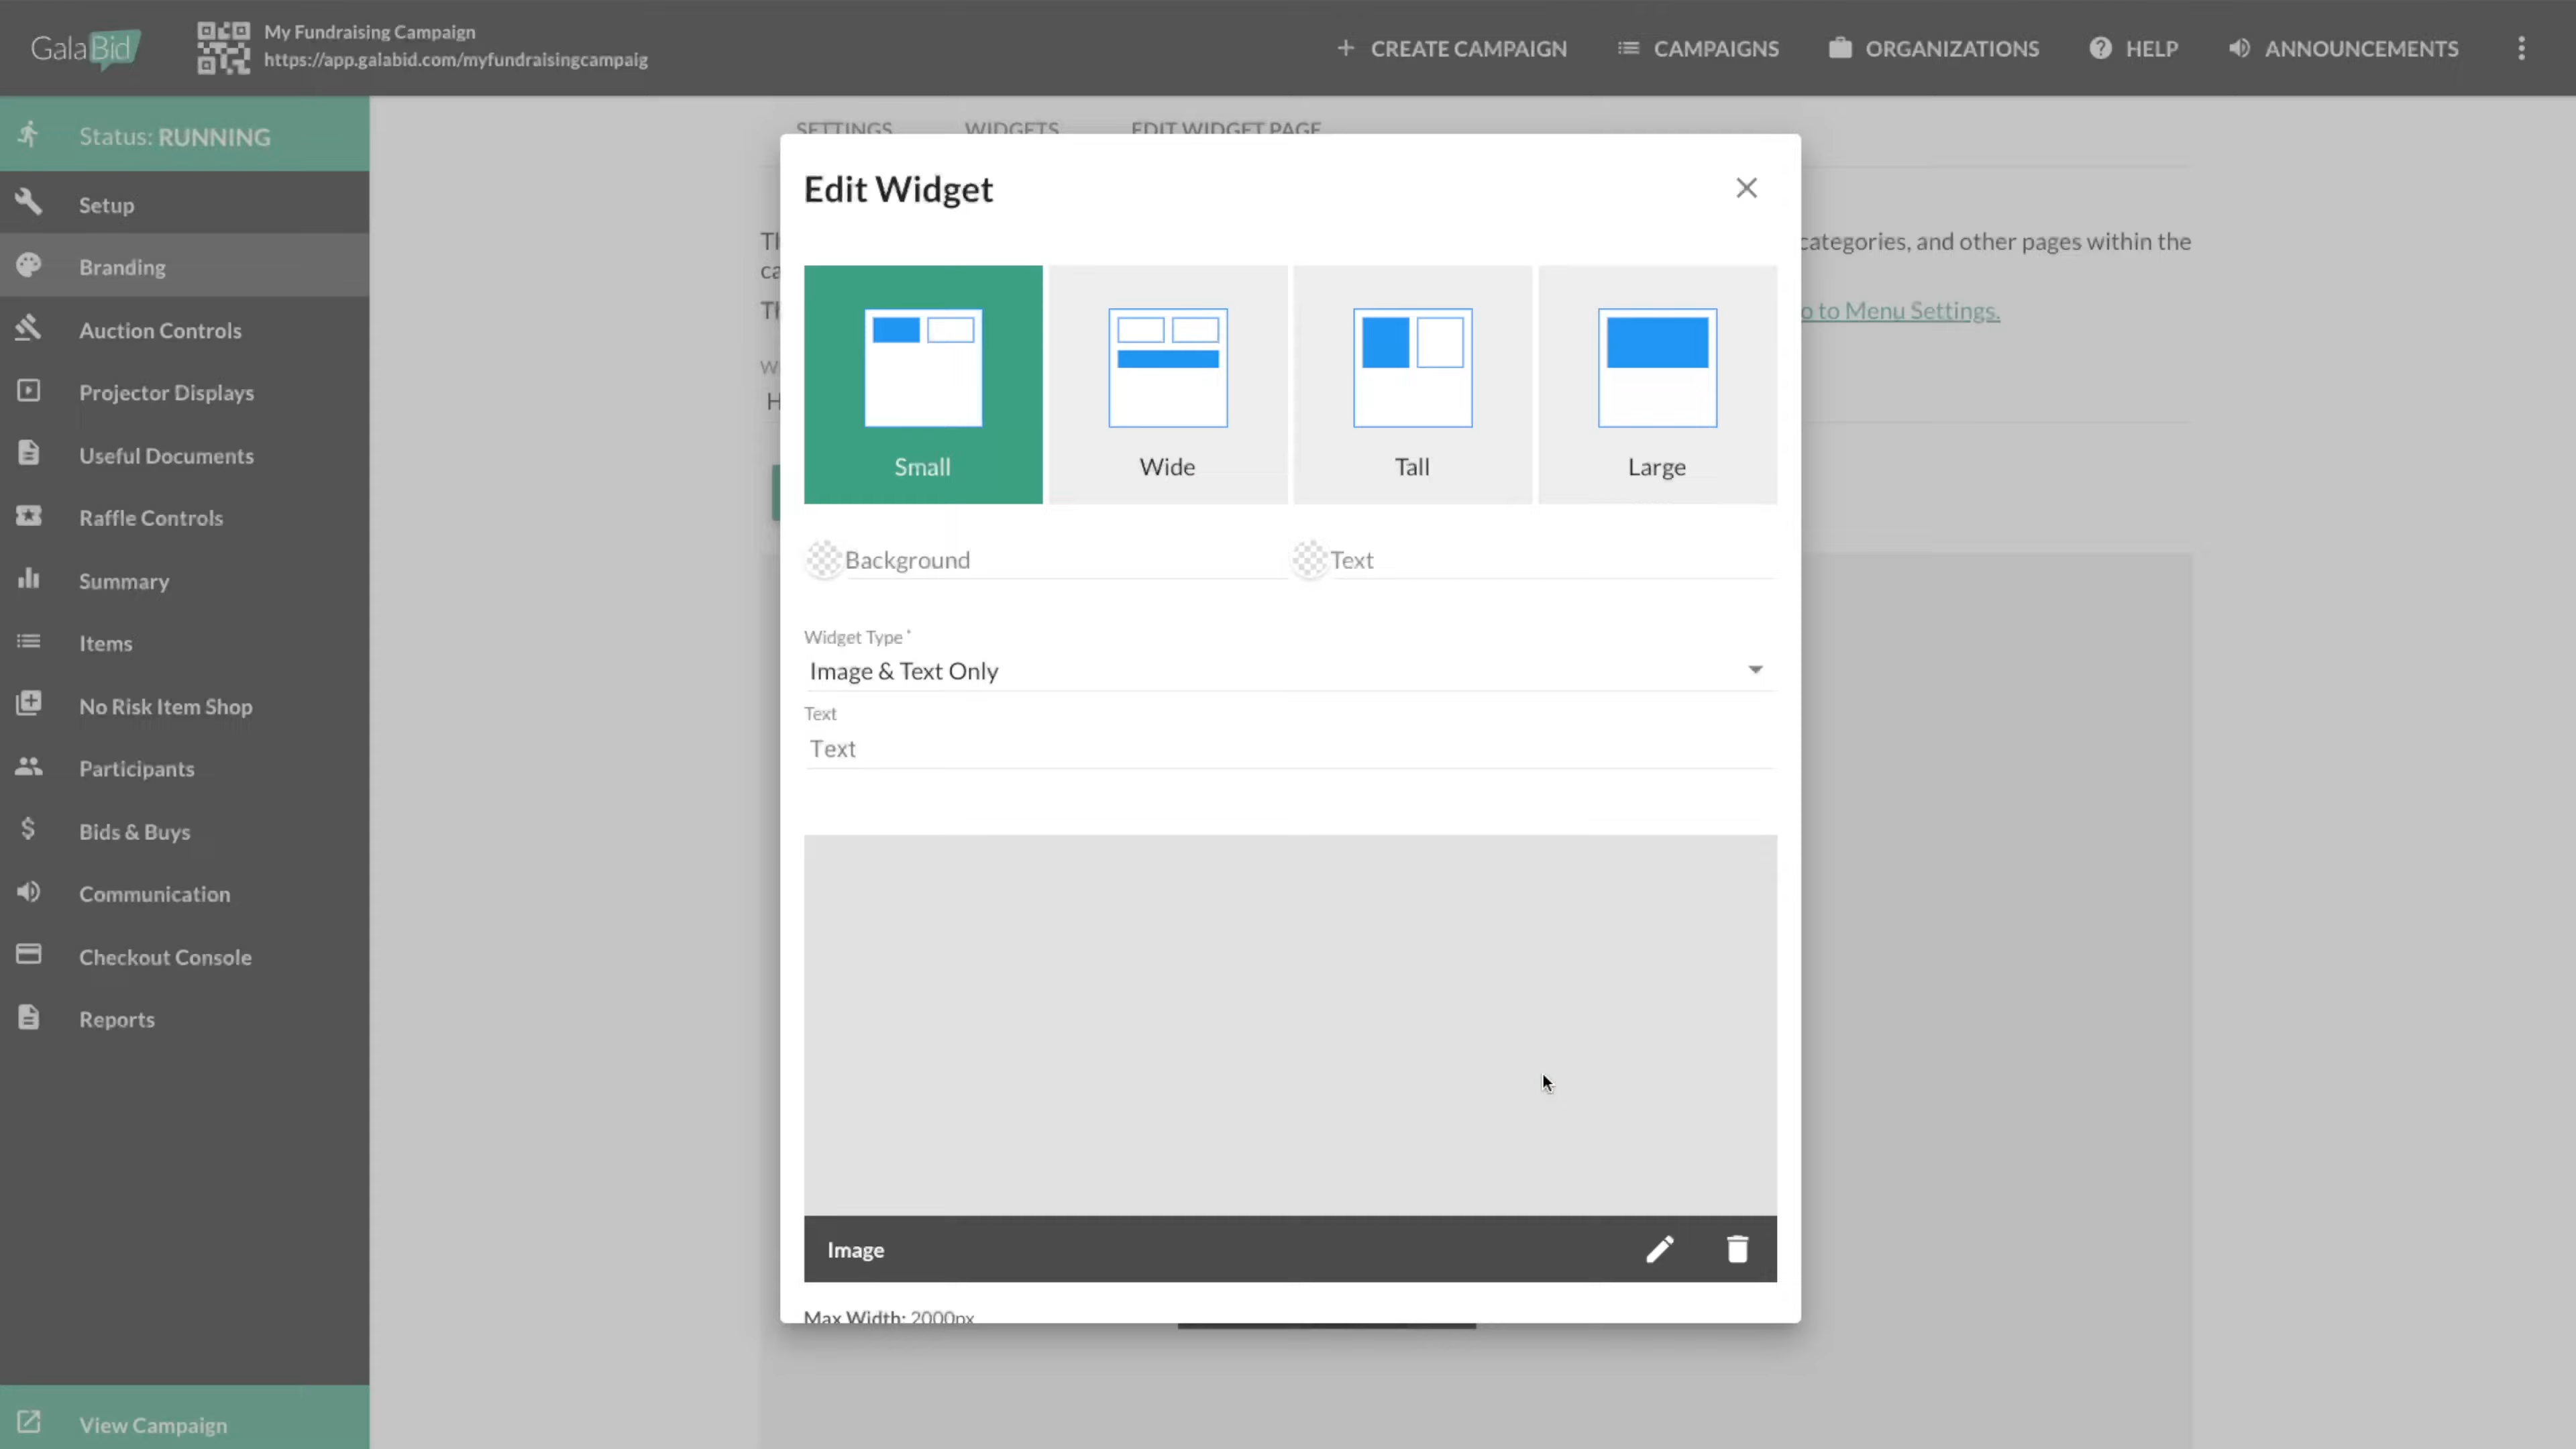 GalaBid
My Fundraising Campaign
https://app.galabid.com/myfundraisingcampaig
CREATE CAMPAIGN
CAMPAIGNS
ORGANIZATIONS
HELP
ANNOUNCEMENTS
Status: RUNNING
Setup
Branding
Auction Controls
Projector Displays
Useful Documents
Raffle Controls
Summary
Items
No Risk Item Shop
Participants
Bids & Buys
Communication
Checkout Console
Reports
View Campaign
SETTINGS
WIDGETS
EDIT WIDGET PAGE
categories, and other pages within the
to Menu Settings.
Edit Widget
Small
Wide
Tall
Large
Background
Text
Widget Type *
Image & Text Only
Text
Text
Image
Max Width: 2000px